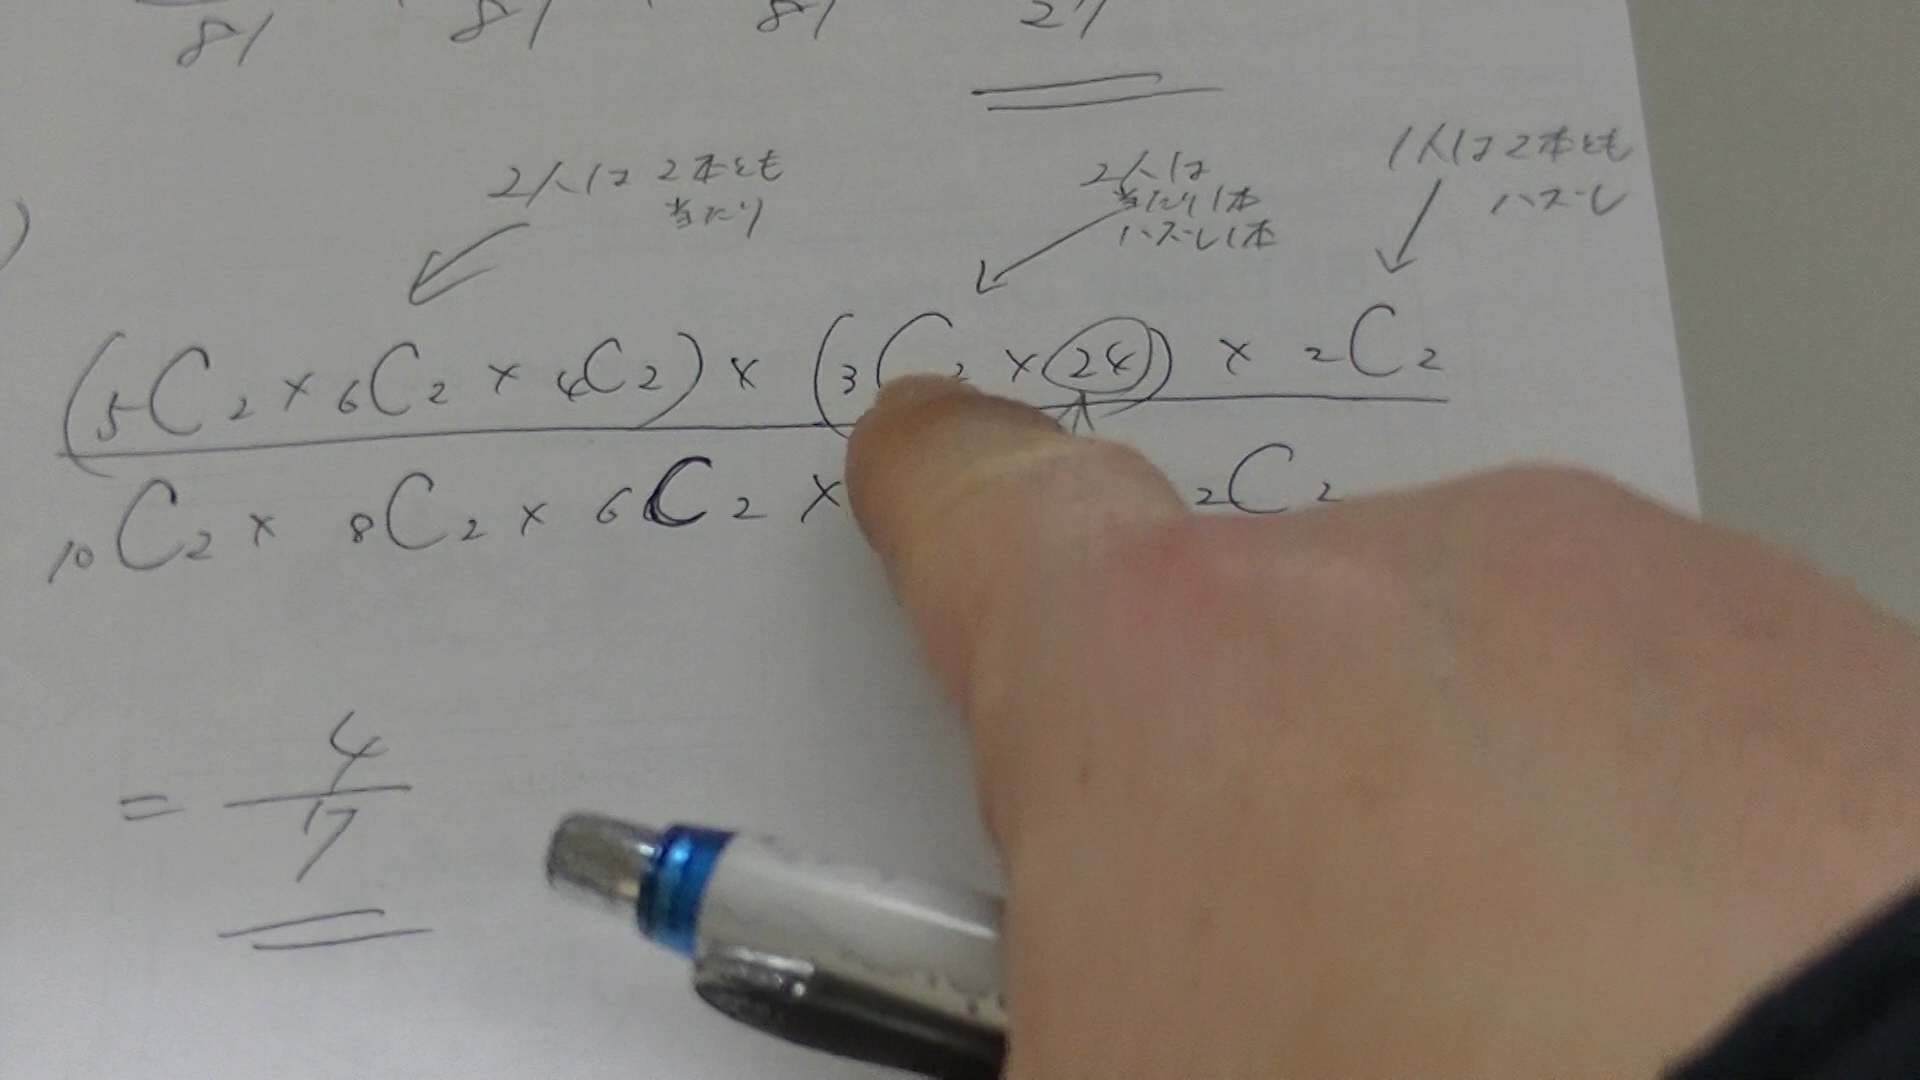 81 81 81 27
)
2人は2本とも
当たり
2人は
当たり1本
ハズレ1本
1人は2本とも
ハズレ
(5C2 × 6C2 × 4C2) × (3C2 × 24) × 2C2
10C2 × 8C2 × 6C2 × 2C2
= 4
17